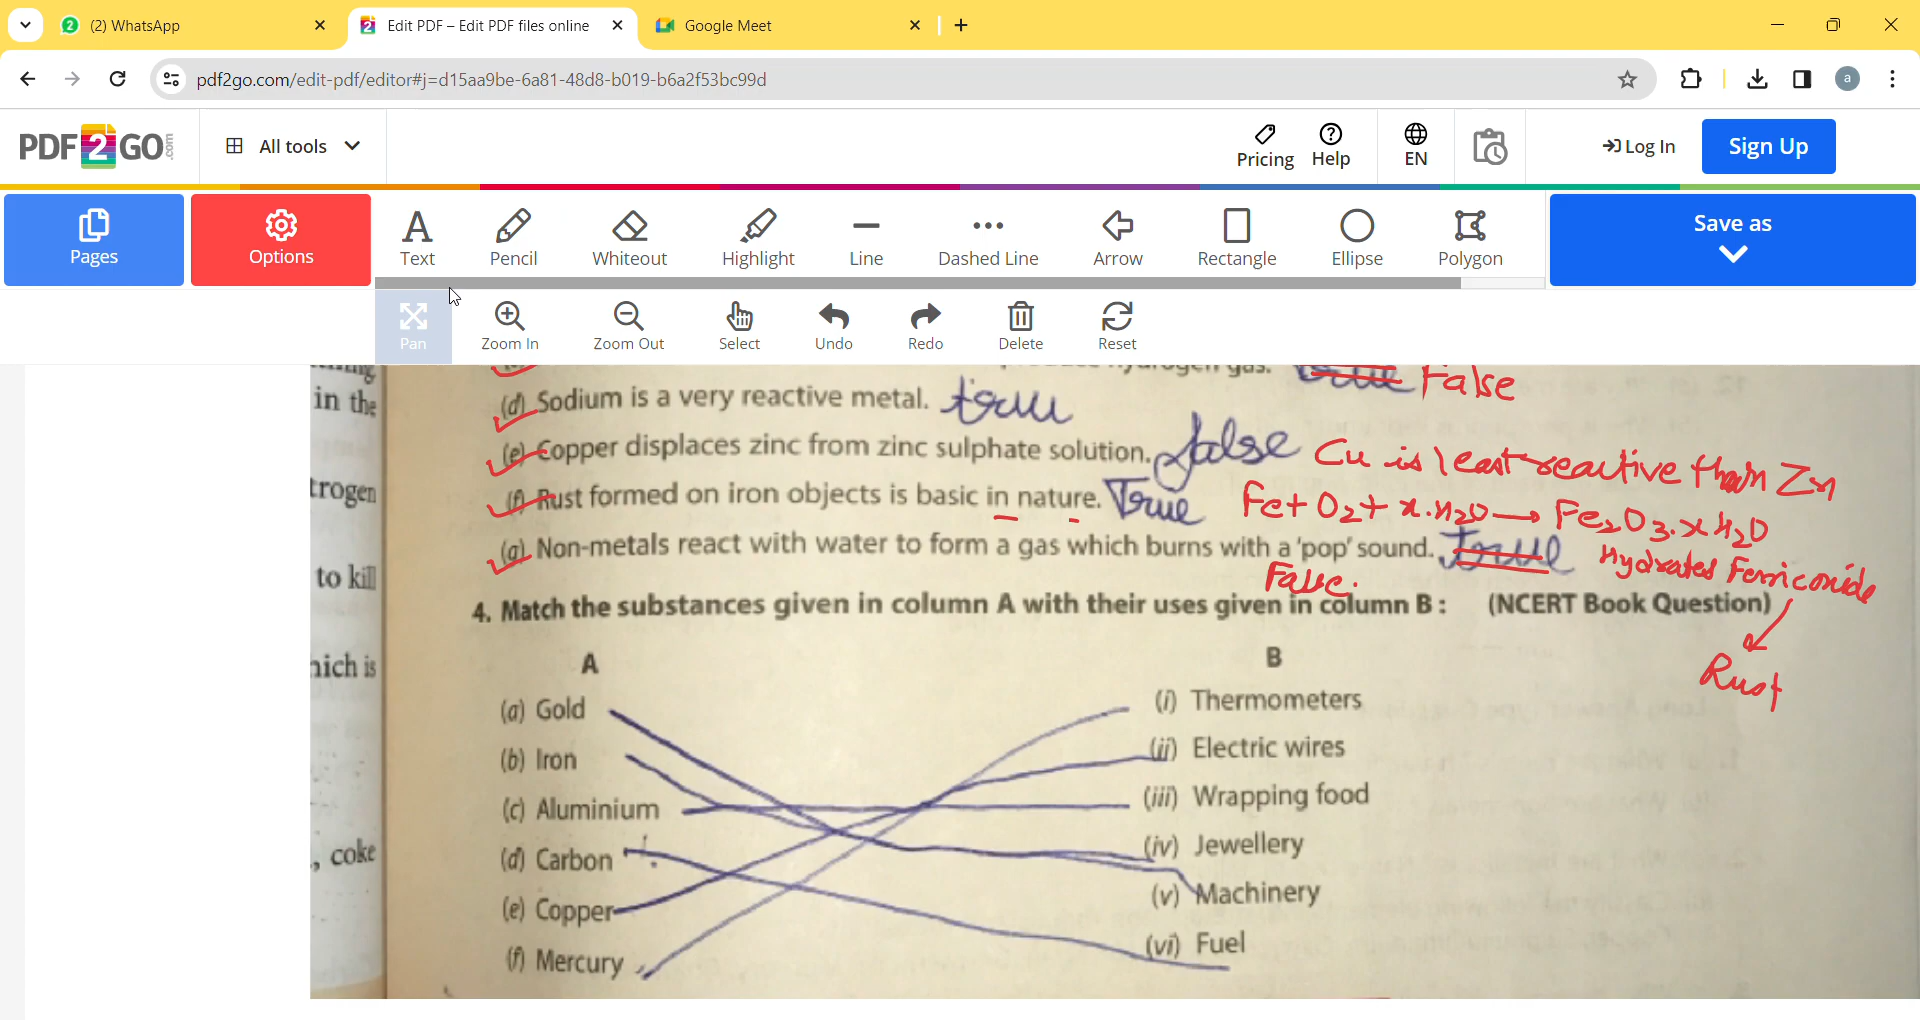 (2) WhatsApp
Edit PDF – Edit PDF files online
Google Meet
pdf2go.com/edit-pdf/editor#j=d15aa9be-6a81-48d8-b019-b6a2f53bc99d
a
PDF2GO.com
All tools
Pricing
Help
EN
Log In
Sign Up
Pages
Options
Text
Pencil
Whiteout
Highlight
Line
Dashed Line
Arrow
Rectangle
Ellipse
Polygon
Save as
Pan
Zoom In
Zoom Out
Select
Undo
Redo
Delete
Reset
hydrogen gas. True False
in the
(d) Sodium is a very reactive metal. true
(e) Copper displaces zinc from zinc sulphate solution. false Cu is least reactive than Zn
trogen
(f) Rust formed on iron objects is basic in nature. True Fe + O2 + x.H2O → Fe2O3.xH2O
(g) Non-metals react with water to form a gas which burns with a 'pop' sound. True Hydrated Ferric oxide
to kill
False.
4. Match the substances given in column A with their uses given in column B : (NCERT Book Question)
hich is
Rust
A B
(a) Gold (i) Thermometers
(b) Iron (ii) Electric wires
(c) Aluminium (iii) Wrapping food
, coke
(d) Carbon (iv) Jewellery
(e) Copper (v) Machinery
(f) Mercury (vi) Fuel